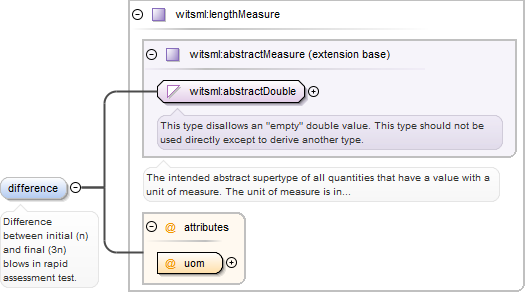 witsml:lengthMeasure
witsml:abstractMeasure (extension base)
witsml:abstractDouble
This type disallows an "empty" double value. This type should not be
used directly except to derive another type.
The intended abstract supertype of all quantities that have a value with a
unit of measure. The unit of measure is in...
difference
Difference
between initial (n)
and final (3n)
blows in rapid
assessment test.
@ attributes
@ uom